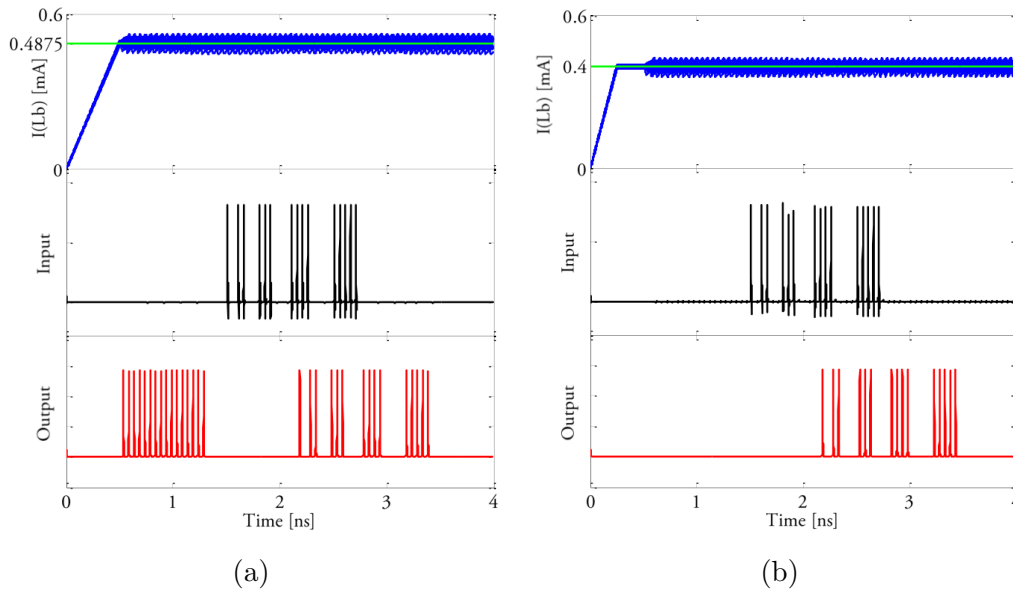 0.6
0.4875
0
I(Lb) [mA]
Input
Output
0 1 2 3 4
Time [ns]
(a)
0.6
0.4
0
I(Lb) [mA]
Input
Output
0 1 2 3 4
Time [ns]
(b)